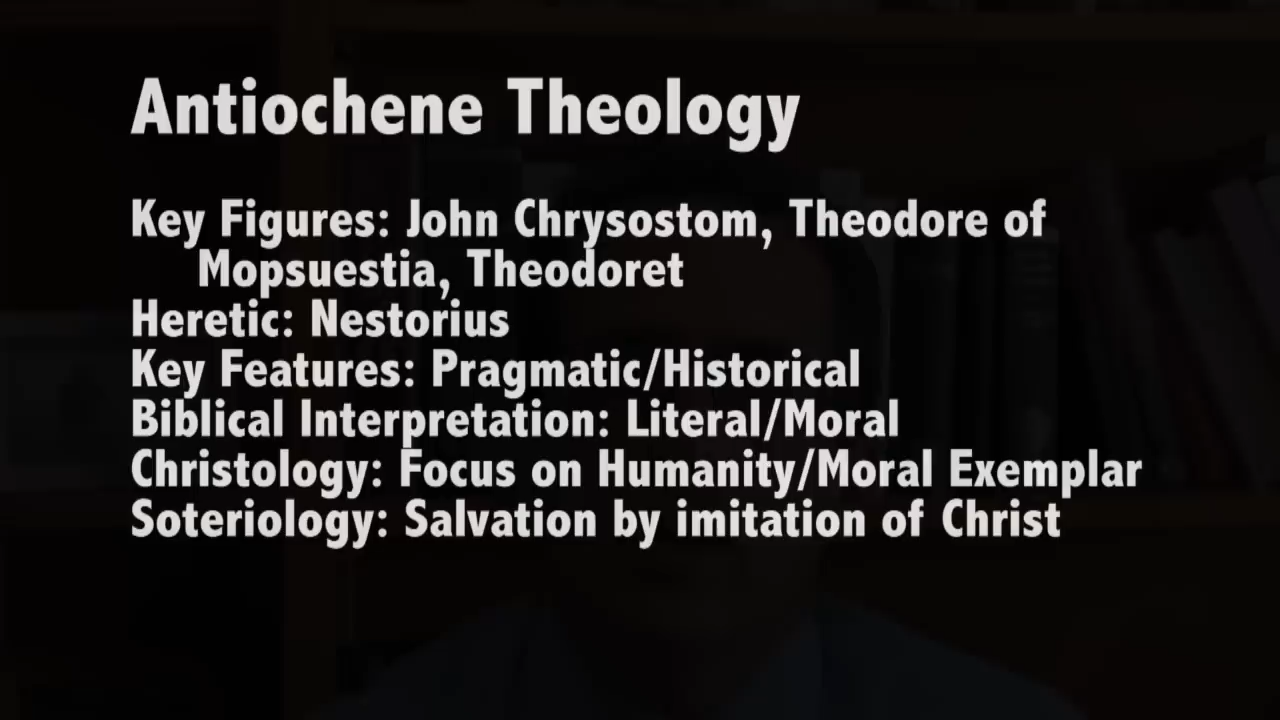 Antiochene Theology
Key Figures: John Chrysostom, Theodore of
Mopsuestia, Theodoret
Heretic: Nestorius
Key Features: Pragmatic/Historical
Biblical Interpretation: Literal/Moral
Christology: Focus on Humanity/Moral Exemplar
Soteriology: Salvation by imitation of Christ